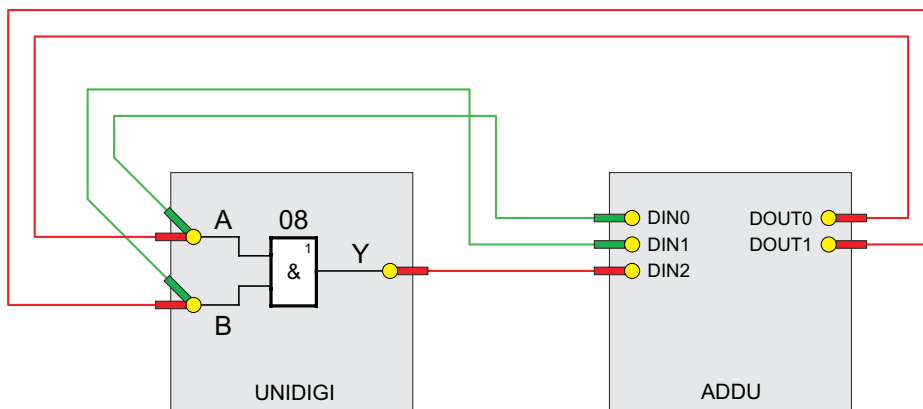 A
08
1
&
Y
B
UNIDIGI
DIN0
DIN1
DIN2
DOUT0
DOUT1
ADDU